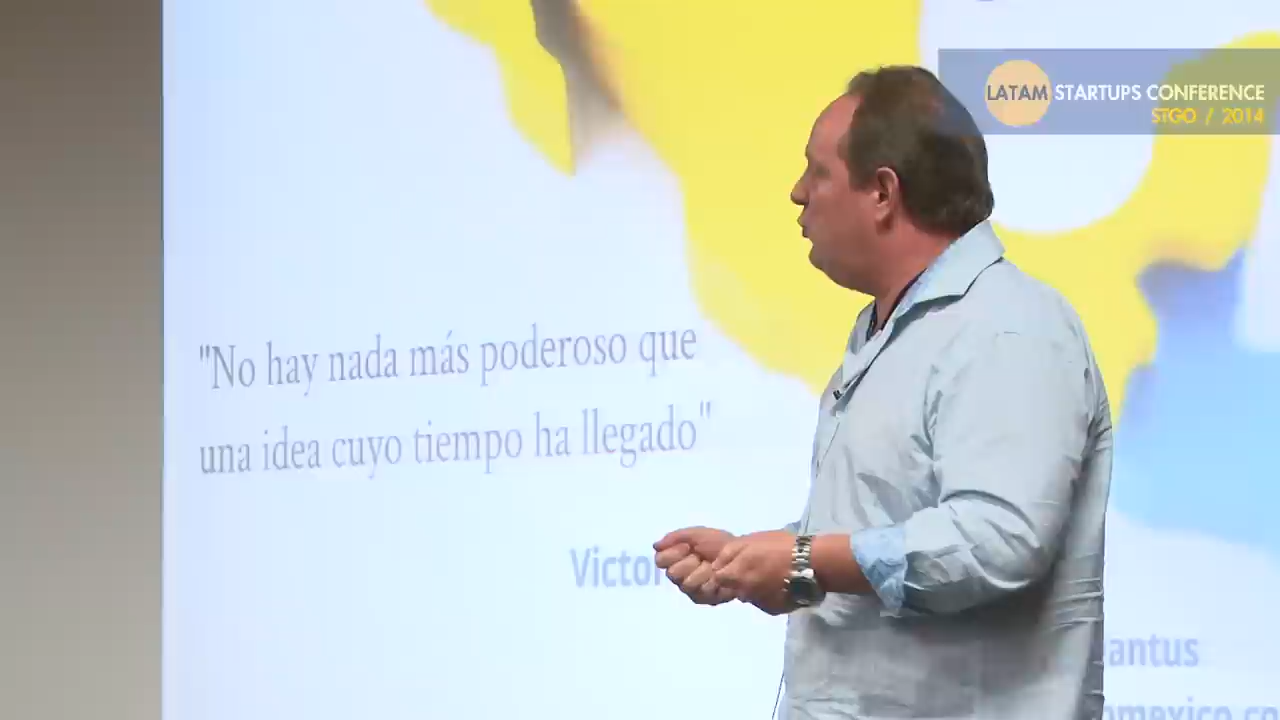 LATAM STARTUPS CONFERENCE
STGO / 2014
"No hay nada más poderoso que
una idea cuyo tiempo ha llegado"
Victor
antus